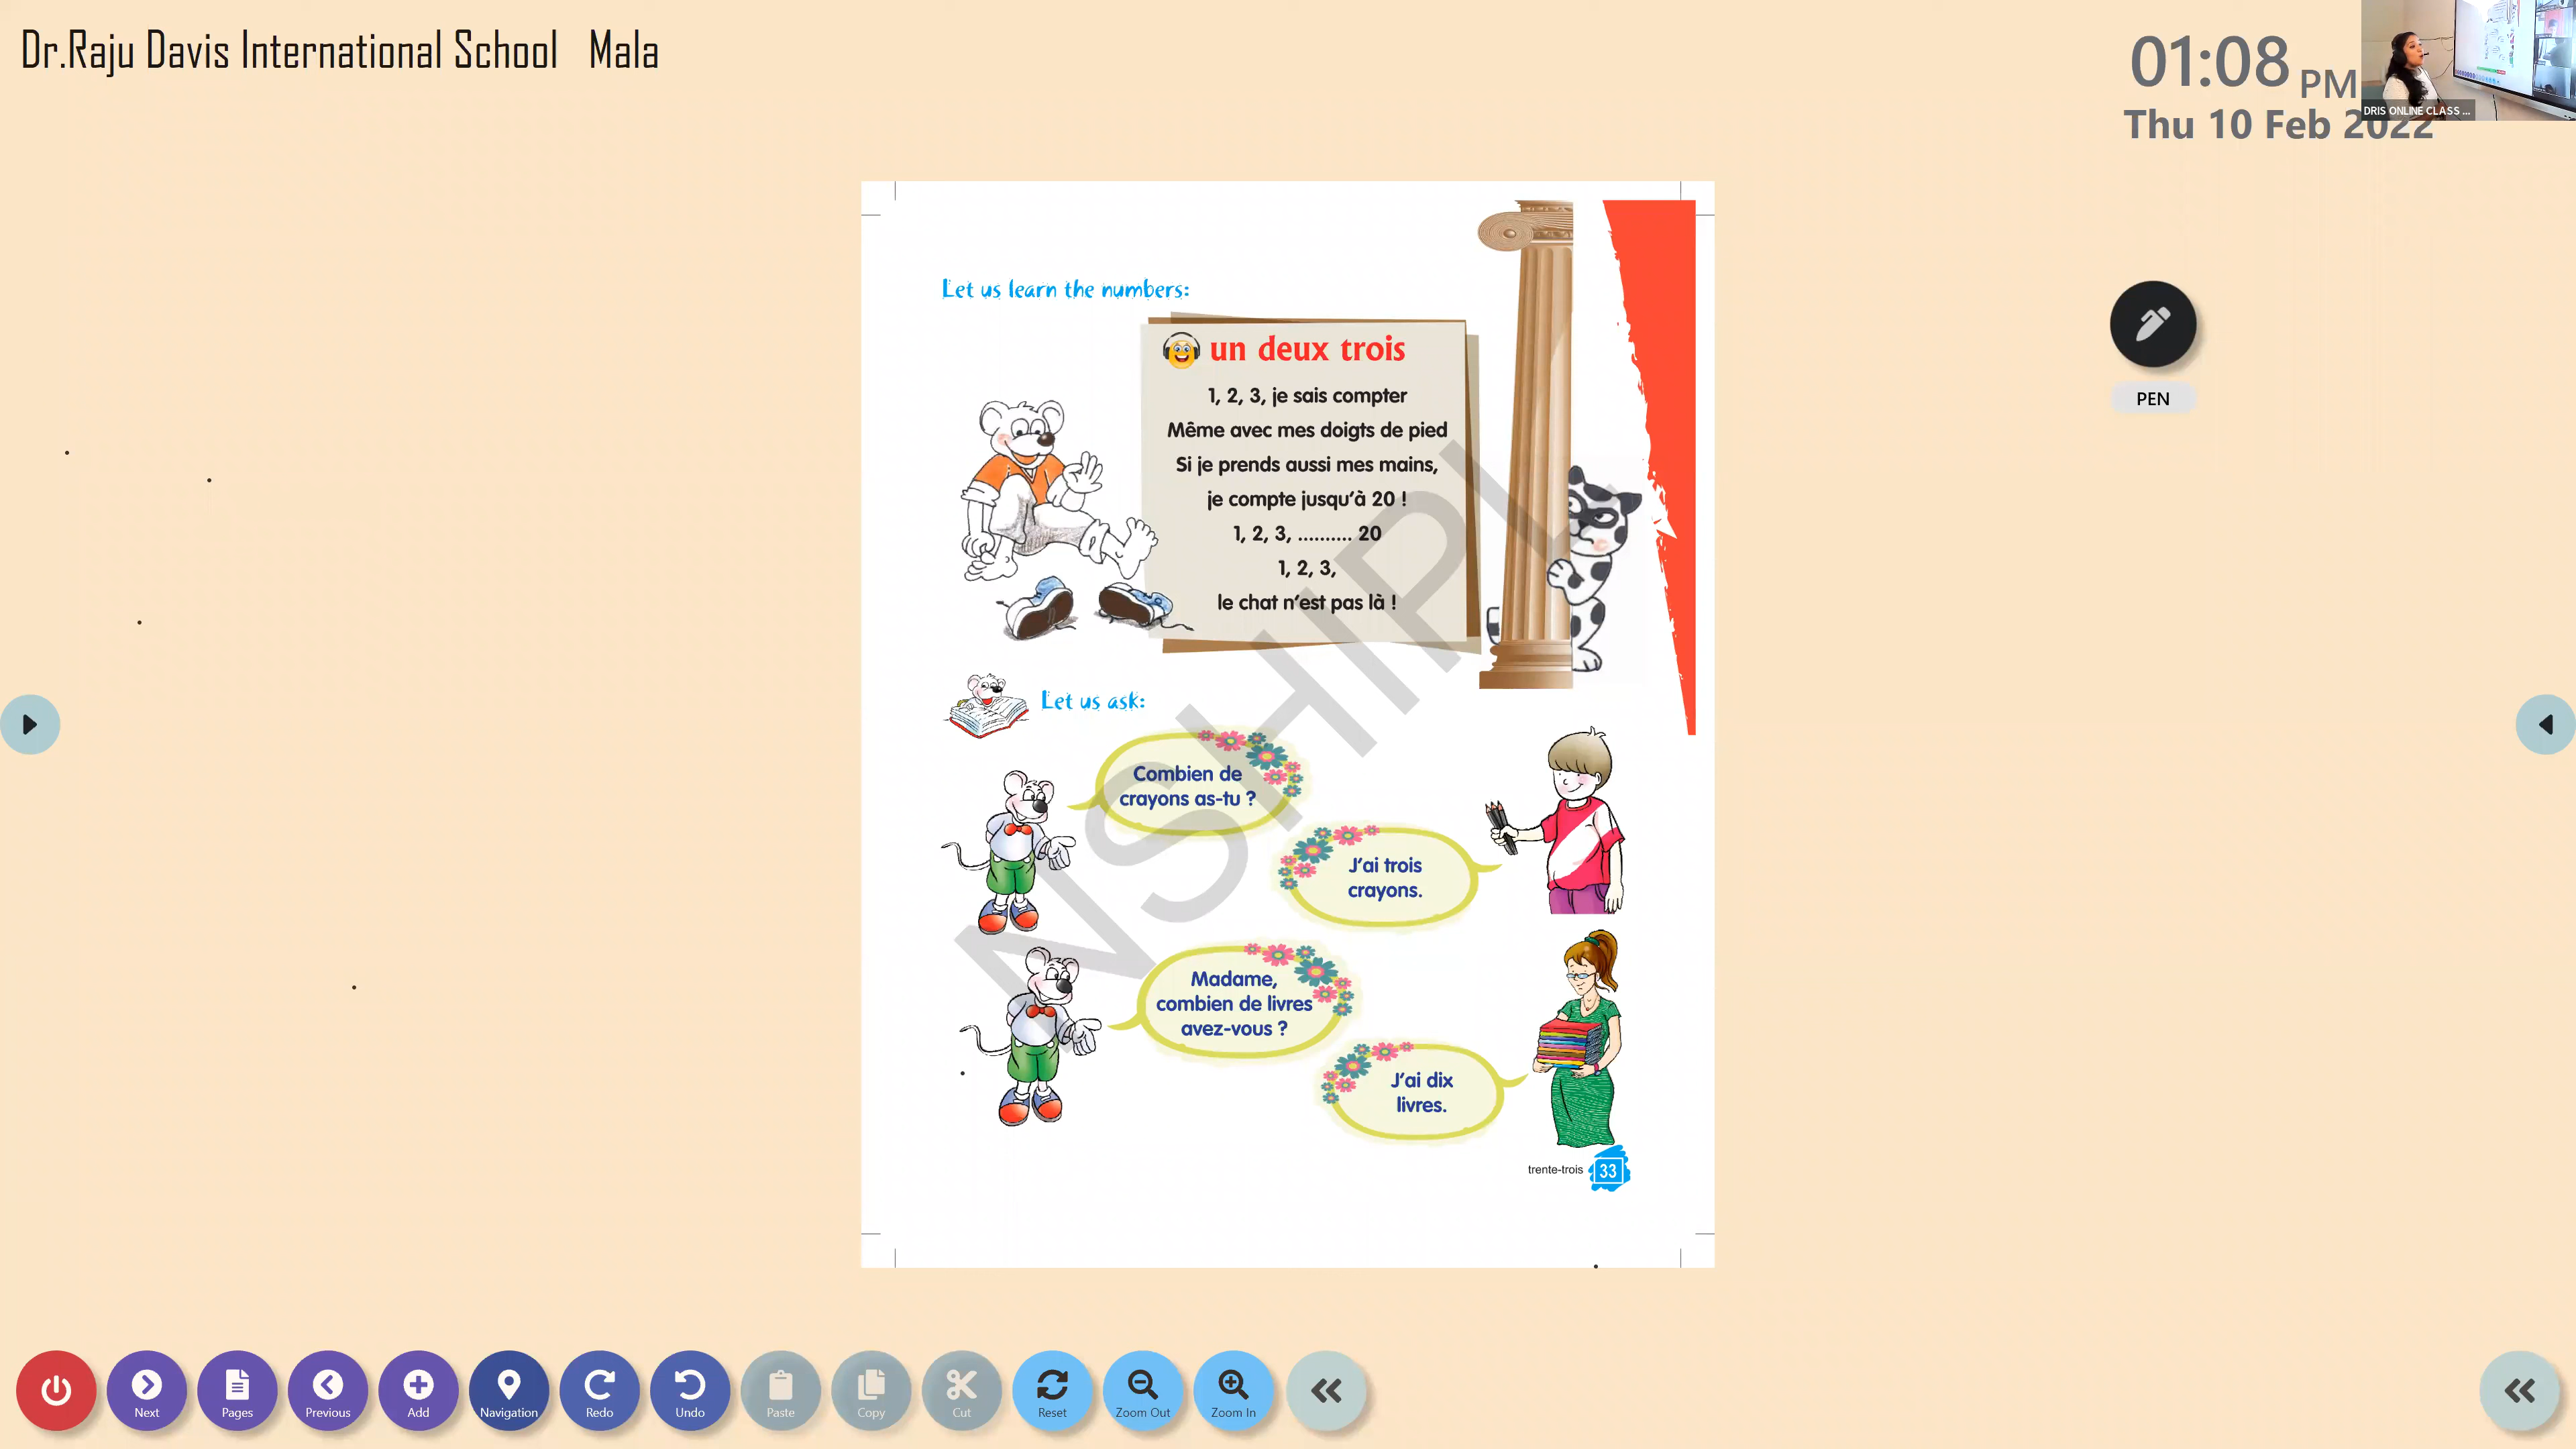 Dr.Raju Davis International School Mala
01:08 PM
Thu 10 Feb 2022
DRIS ONLINE CLASS ...
PEN
Let us learn the numbers:
un deux trois
1, 2, 3, je sais compter
Même avec mes doigts de pied
Si je prends aussi mes mains,
je compte jusqu'à 20 !
1, 2, 3, .......... 20
1, 2, 3,
le chat n'est pas là !
Let us ask:
Combien de
crayons as-tu ?
J'ai trois
crayons.
Madame,
combien de livres
avez-vous ?
J'ai dix
livres.
trente-trois 33
NSHIPL
Next
Pages
Previous
Add
Navigation
Redo
Undo
Paste
Copy
Cut
Reset
Zoom Out
Zoom In